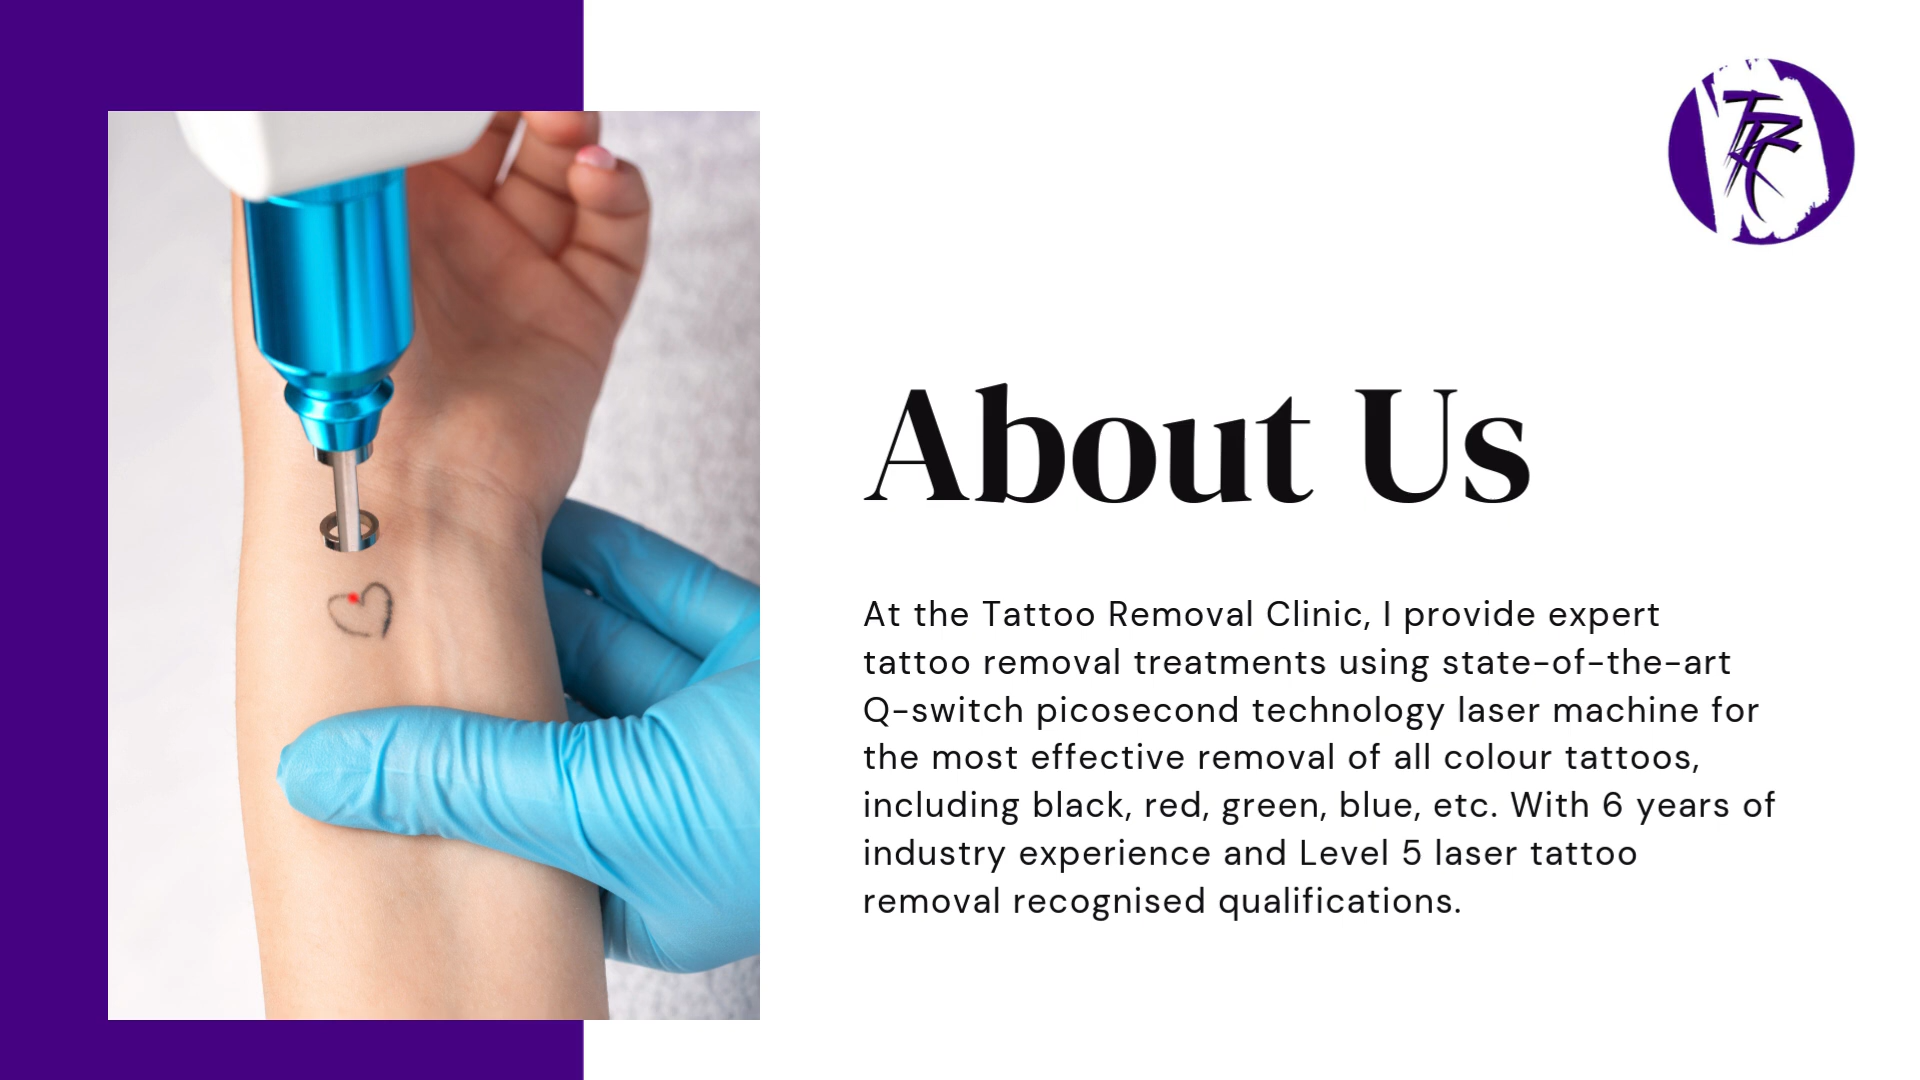 TRC
About Us
At the Tattoo Removal Clinic, I provide expert
tattoo removal treatments using state-of-the-art
Q-switch picosecond technology laser machine for
the most effective removal of all colour tattoos,
including black, red, green, blue, etc. With 6 years of
industry experience and Level 5 laser tattoo
removal recognised qualifications.